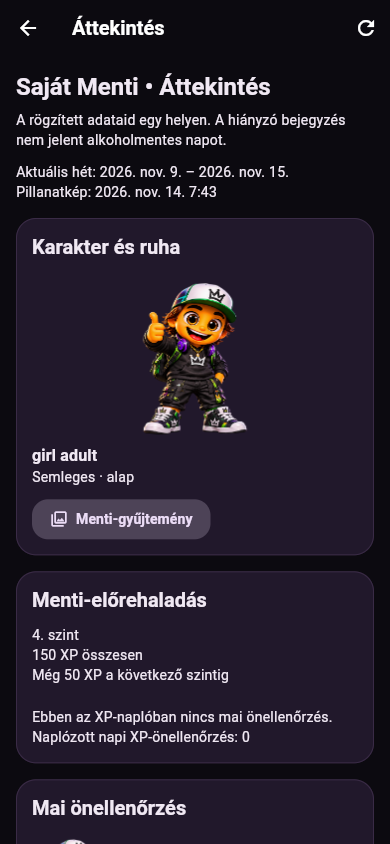 Áttekintés
Saját Menti • Áttekintés
A rögzített adataid egy helyen. A hiányzó bejegyzés
nem jelent alkoholmentes napot.
Aktuális hét: 2026. nov. 9. – 2026. nov. 15.
Pillanatkép: 2026. nov. 14. 7:43
Karakter és ruha
girl adult
Semleges · alap
Menti-gyűjtemény
Menti-előrehaladás
4. szint
150 XP összesen
Még 50 XP a következő szintig
Ebben az XP-naplóban nincs mai önellenőrzés.
Naplózott napi XP-önellenőrzés: 0
Mai önellenőrzés